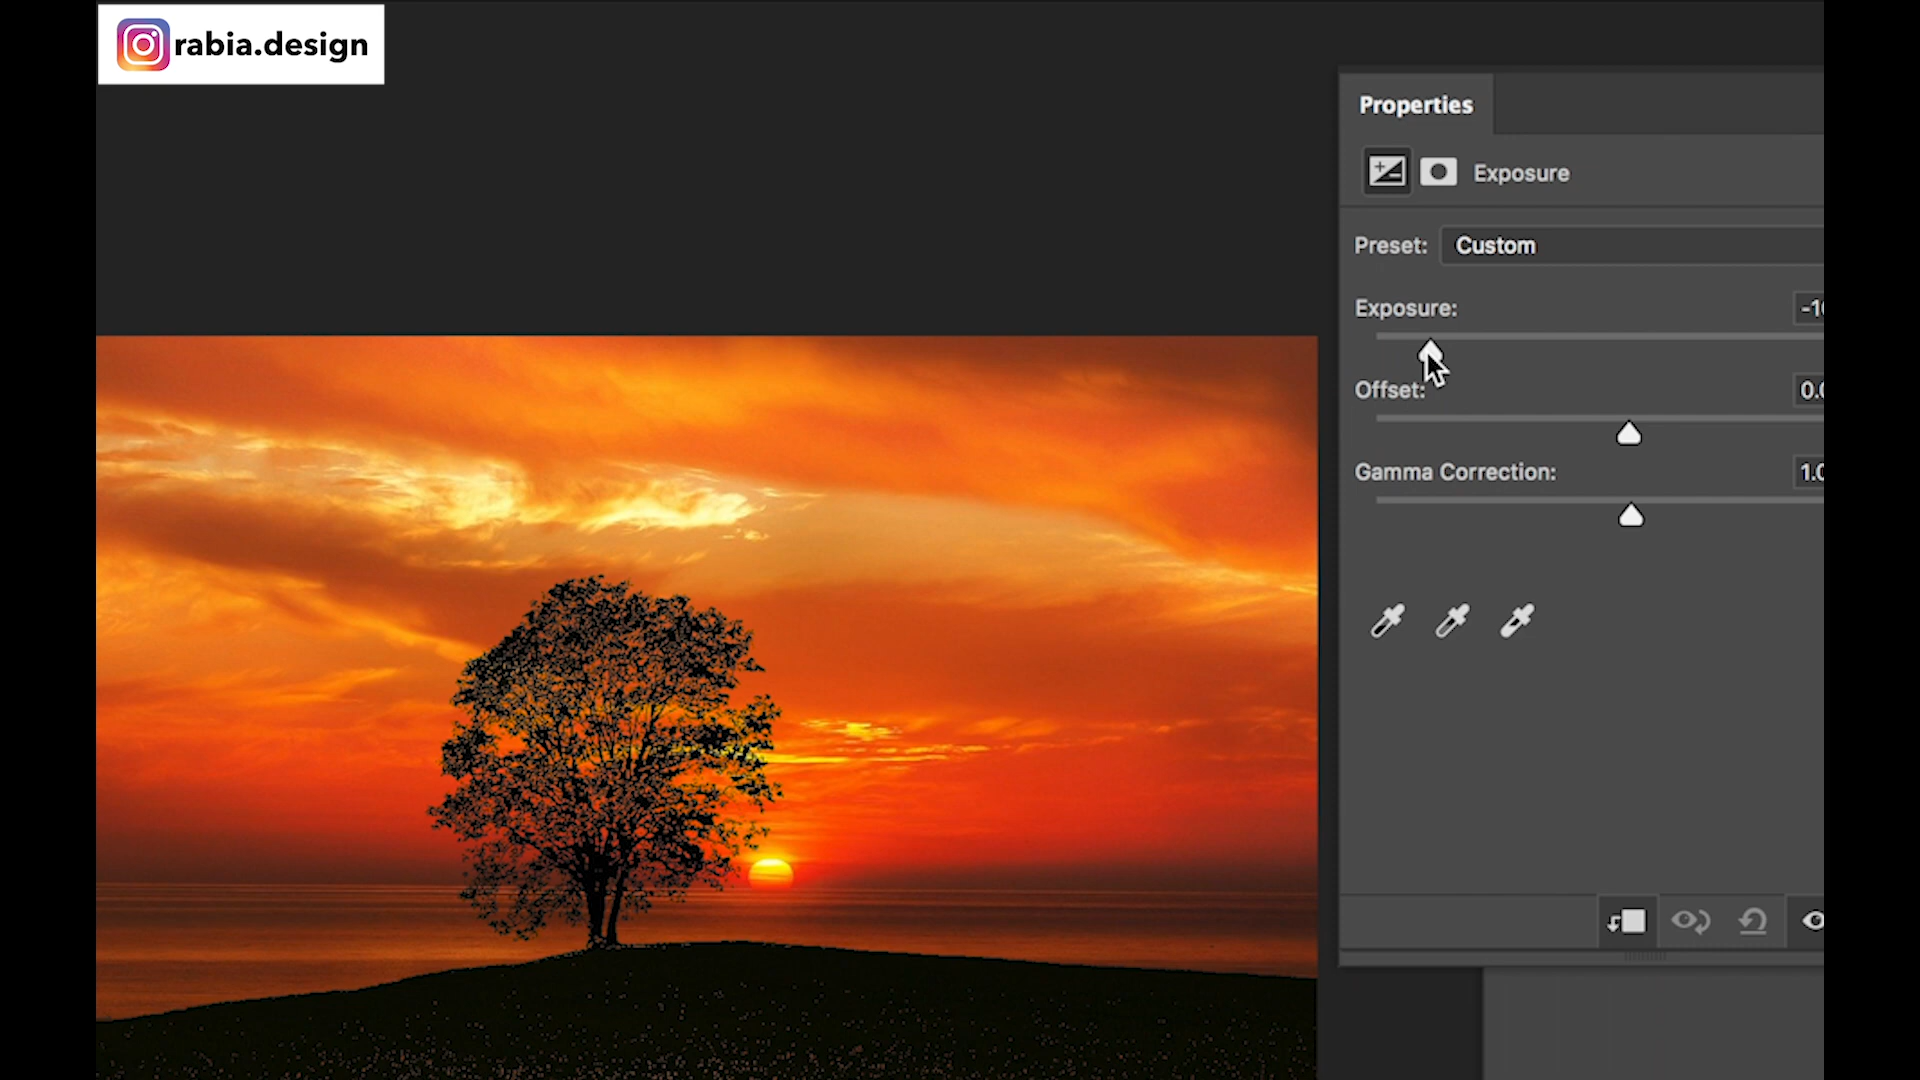 rabia.design
Properties
Exposure
Preset: Custom
Exposure:
Offset:
Gamma Correction: